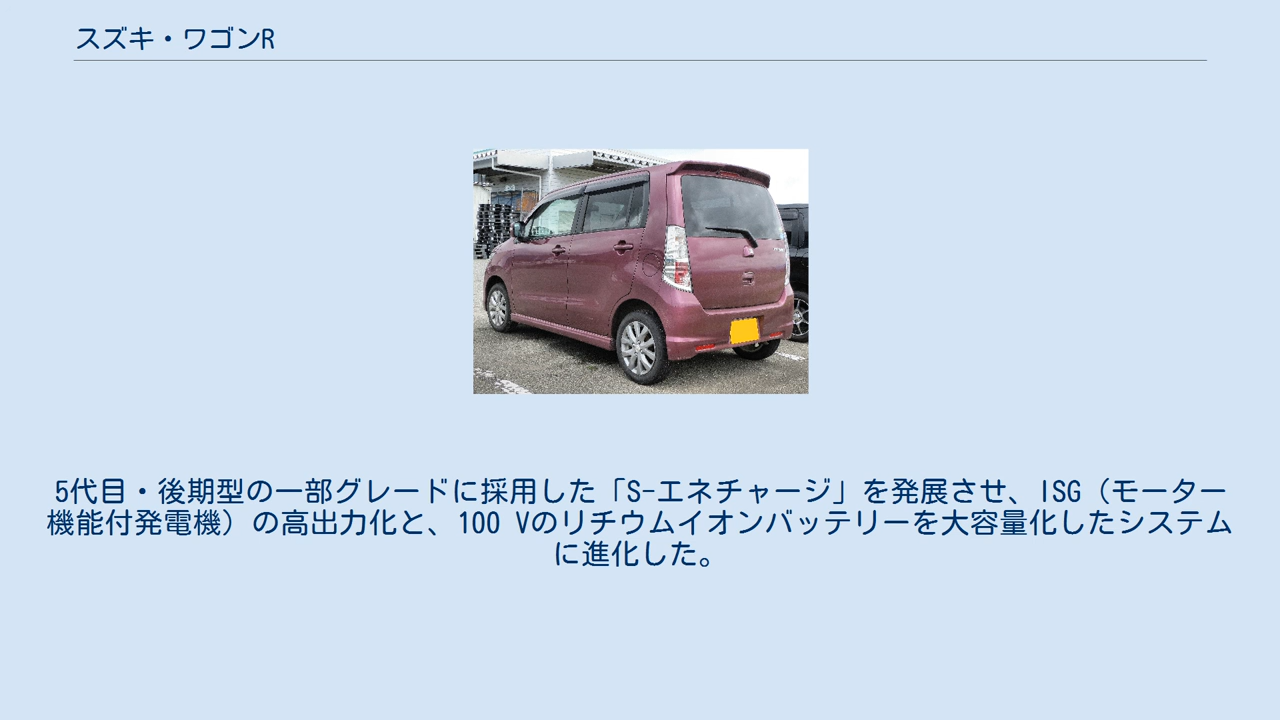 スズキ・ワゴンR
5代目・後期型の一部グレードに採用した「S-エネチャージ」を発展させ、ISG（モーター
機能付発電機）の高出力化と、100 Vのリチウムイオンバッテリーを大容量化したシステム
に進化した。